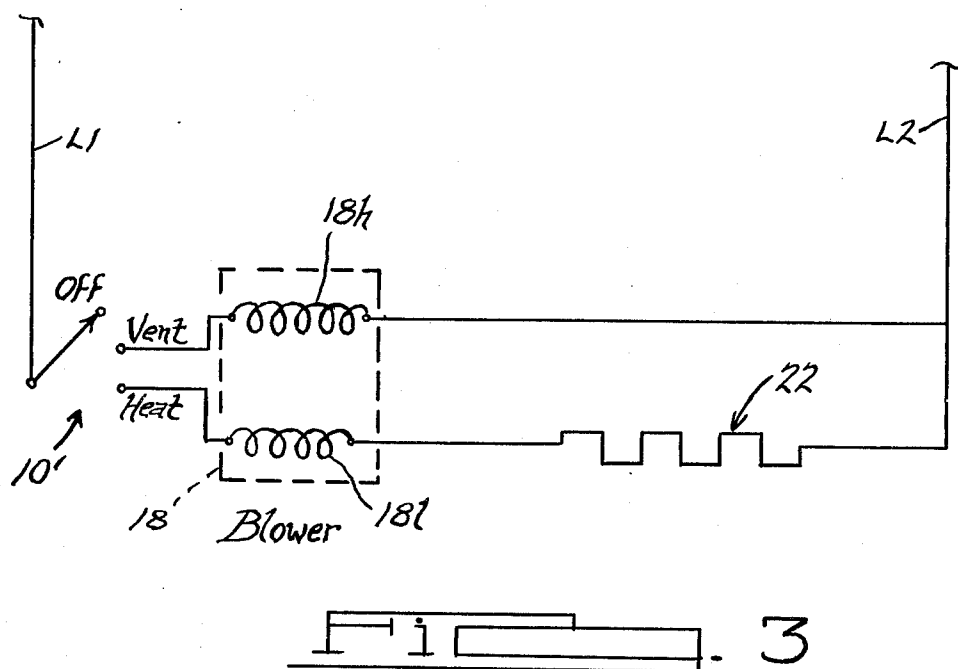 L1
L2
18h
OFF
Vent
Heat
22
10'
18'
Blower
18l
Fig. 3